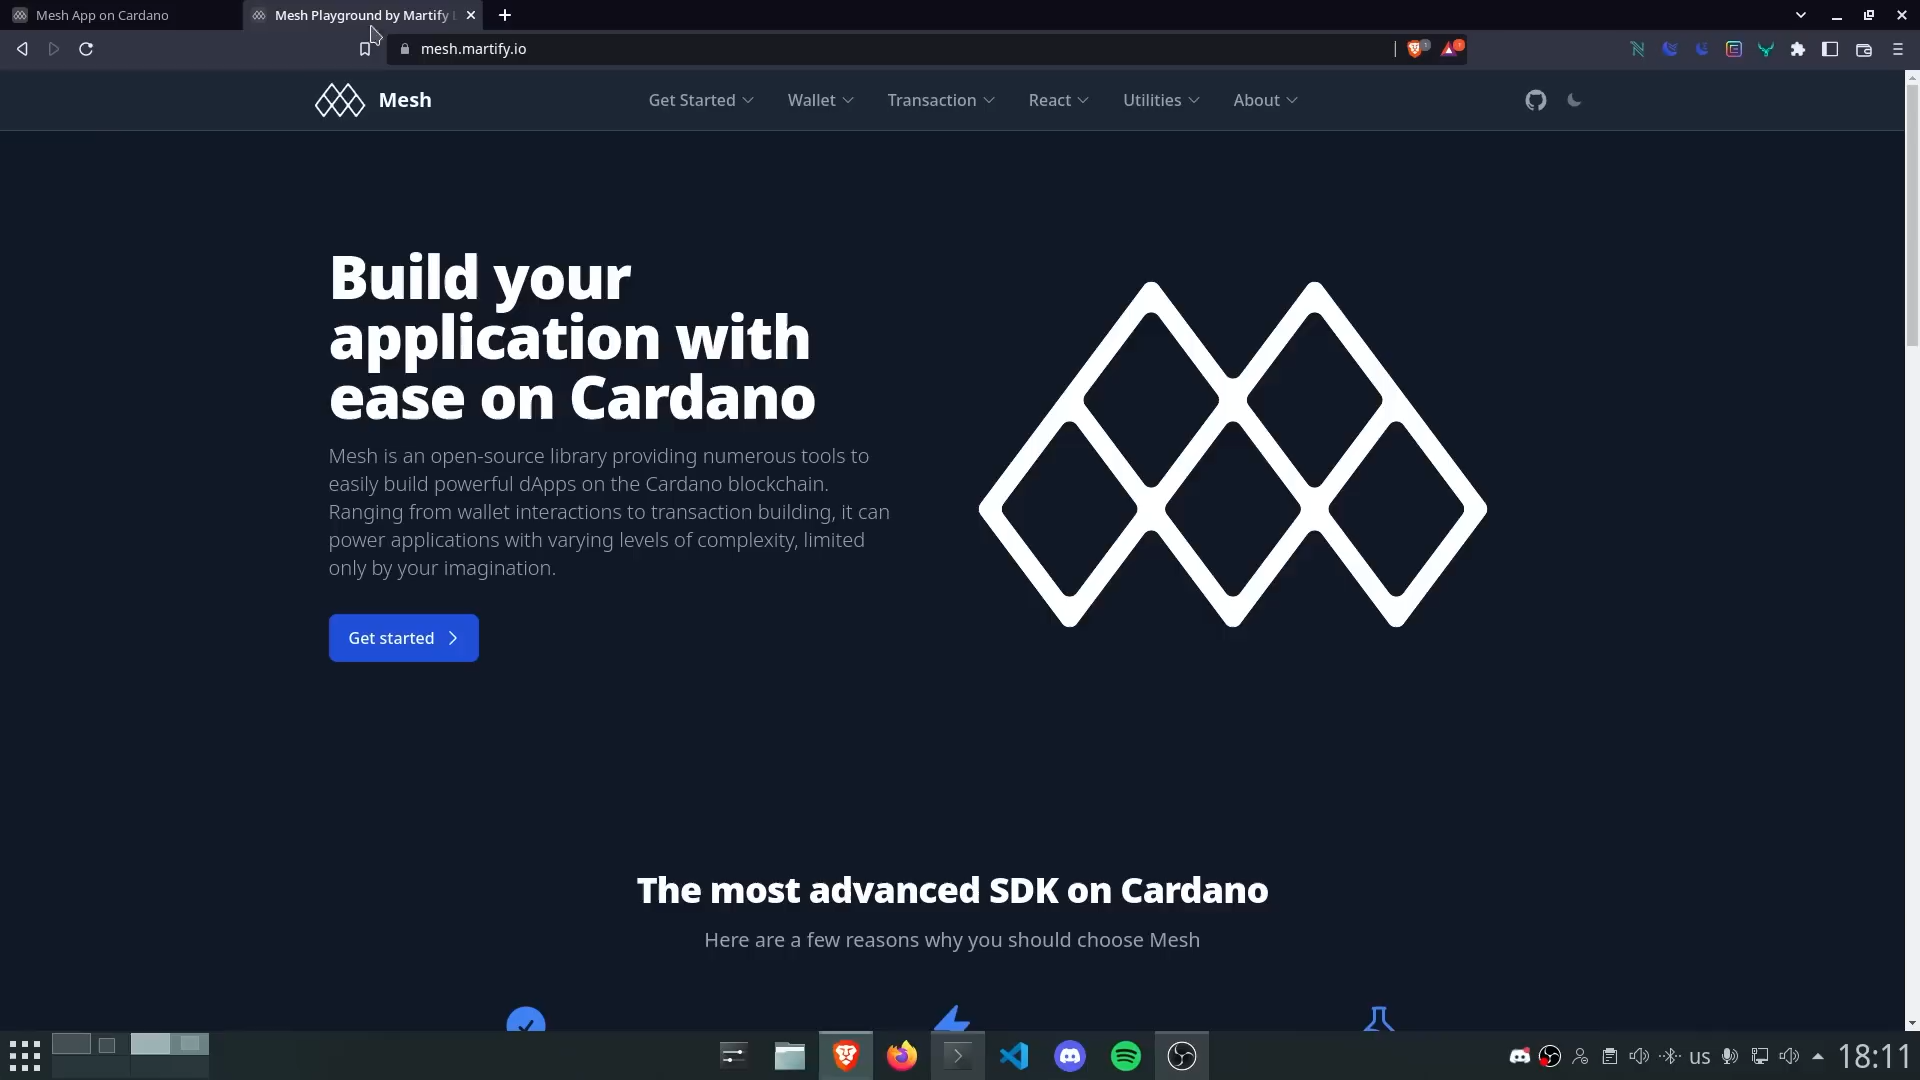 Mesh App on Cardano
Mesh Playground by Martify
mesh.martify.io
Mesh
Get Started
Wallet
Transaction
React
Utilities
About
Build your
application with
ease on Cardano
Mesh is an open-source library providing numerous tools to
easily build powerful dApps on the Cardano blockchain.
Ranging from wallet interactions to transaction building, it can
power applications with varying levels of complexity, limited
only by your imagination.
Get started
The most advanced SDK on Cardano
Here are a few reasons why you should choose Mesh
us
18:11